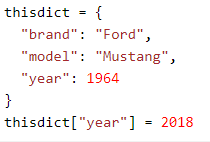 thisdict = {
  "brand": "Ford",
  "model": "Mustang",
  "year": 1964
}
thisdict["year"] = 2018